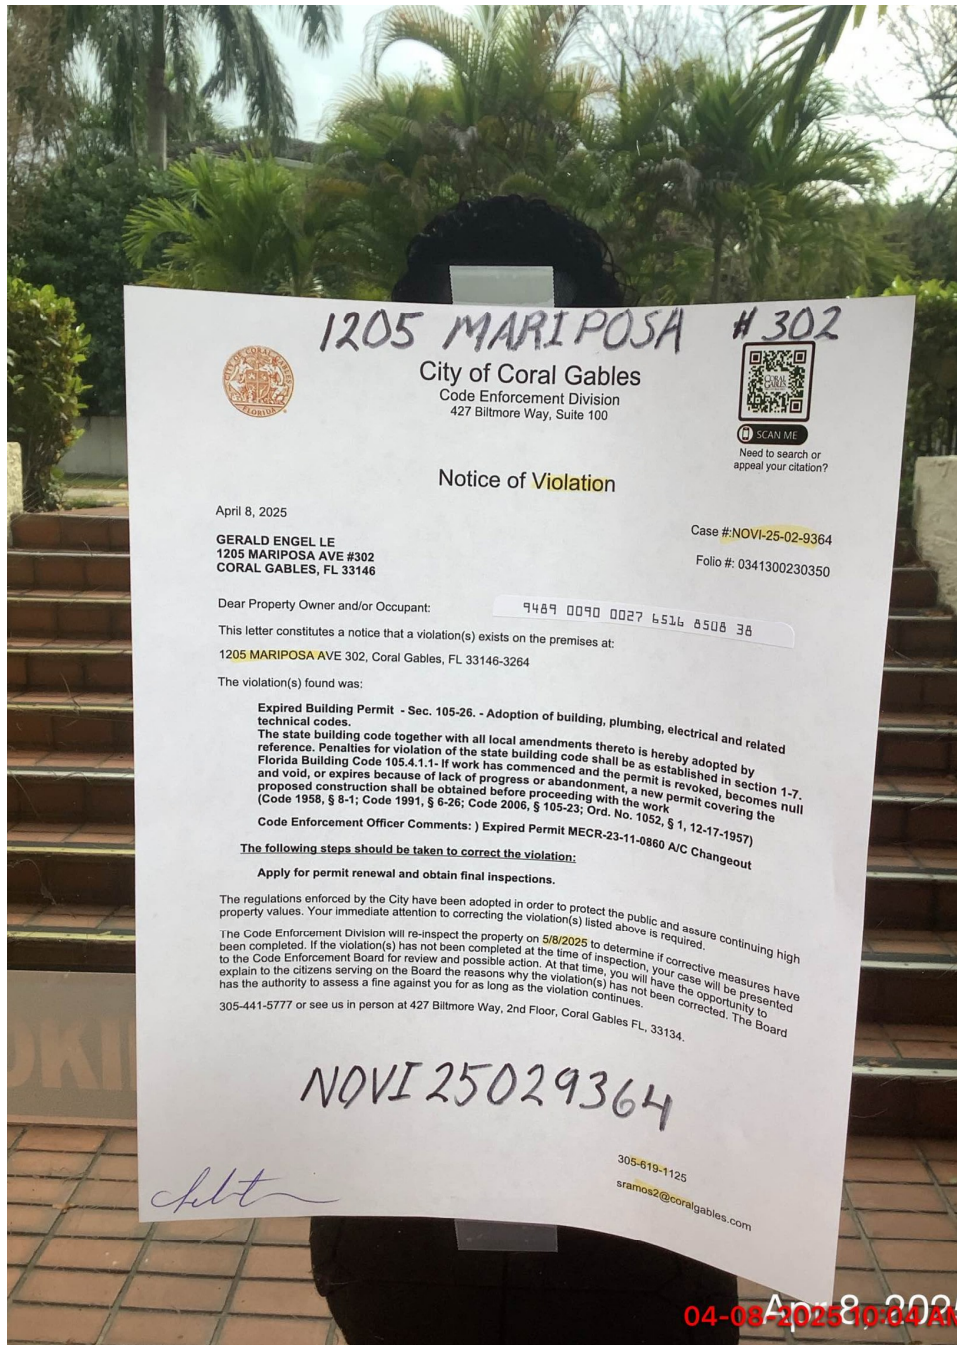 1205 MARIPOSA #302
CITY OF CORAL GABLES
FLORIDA
City of Coral Gables
Code Enforcement Division
427 Biltmore Way, Suite 100
CORAL GABLES
SCAN ME
Need to search or
appeal your citation?
Notice of Violation
April 8, 2025
Case #:NOVI-25-02-9364
GERALD ENGEL LE
1205 MARIPOSA AVE #302
CORAL GABLES, FL 33146
Folio #: 0341300230350
Dear Property Owner and/or Occupant:
9489 0090 0027 6516 8508 38
This letter constitutes a notice that a violation(s) exists on the premises at:
1205 MARIPOSA AVE 302, Coral Gables, FL 33146-3264
The violation(s) found was:
Expired Building Permit - Sec. 105-26. - Adoption of building, plumbing, electrical and related
technical codes.
The state building code together with all local amendments thereto is hereby adopted by
reference. Penalties for violation of the state building code shall be as established in section 1-7.
Florida Building Code 105.4.1.1- If work has commenced and the permit is revoked, becomes null
and void, or expires because of lack of progress or abandonment, a new permit covering the
proposed construction shall be obtained before proceeding with the work
(Code 1958, § 8-1; Code 1991, § 6-26; Code 2006, § 105-23; Ord. No. 1052, § 1, 12-17-1957)
Code Enforcement Officer Comments: ) Expired Permit MECR-23-11-0860 A/C Changeout
The following steps should be taken to correct the violation:
Apply for permit renewal and obtain final inspections.
The regulations enforced by the City have been adopted in order to protect the public and assure continuing high
property values. Your immediate attention to correcting the violation(s) listed above is required.
The Code Enforcement Division will re-inspect the property on 5/8/2025 to determine if corrective measures have
been completed. If the violation(s) has not been completed at the time of inspection, your case will be presented
to the Code Enforcement Board for review and possible action. At that time, you will have the opportunity to
explain to the citizens serving on the Board the reasons why the violation(s) has not been corrected. The Board
has the authority to assess a fine against you for as long as the violation continues.
305-441-5777 or see us in person at 427 Biltmore Way, 2nd Floor, Coral Gables FL, 33134.
NOVI25029364
305-619-1125
sramos2@coralgables.com
Apr 8, 202
04-08-2025 10:04 AM